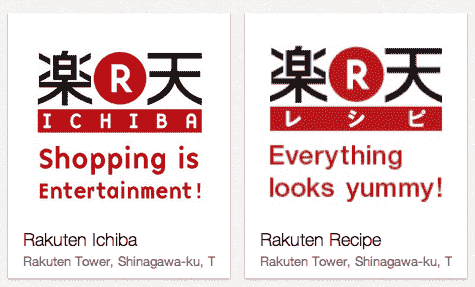 楽R天
ICHIBA
Shopping is
Entertainment!
Rakuten Ichiba
Rakuten Tower, Shinagawa-ku, T
楽R天
レシピ
Everything
looks yummy!
Rakuten Recipe
Rakuten Tower, Shinagawa-ku, T